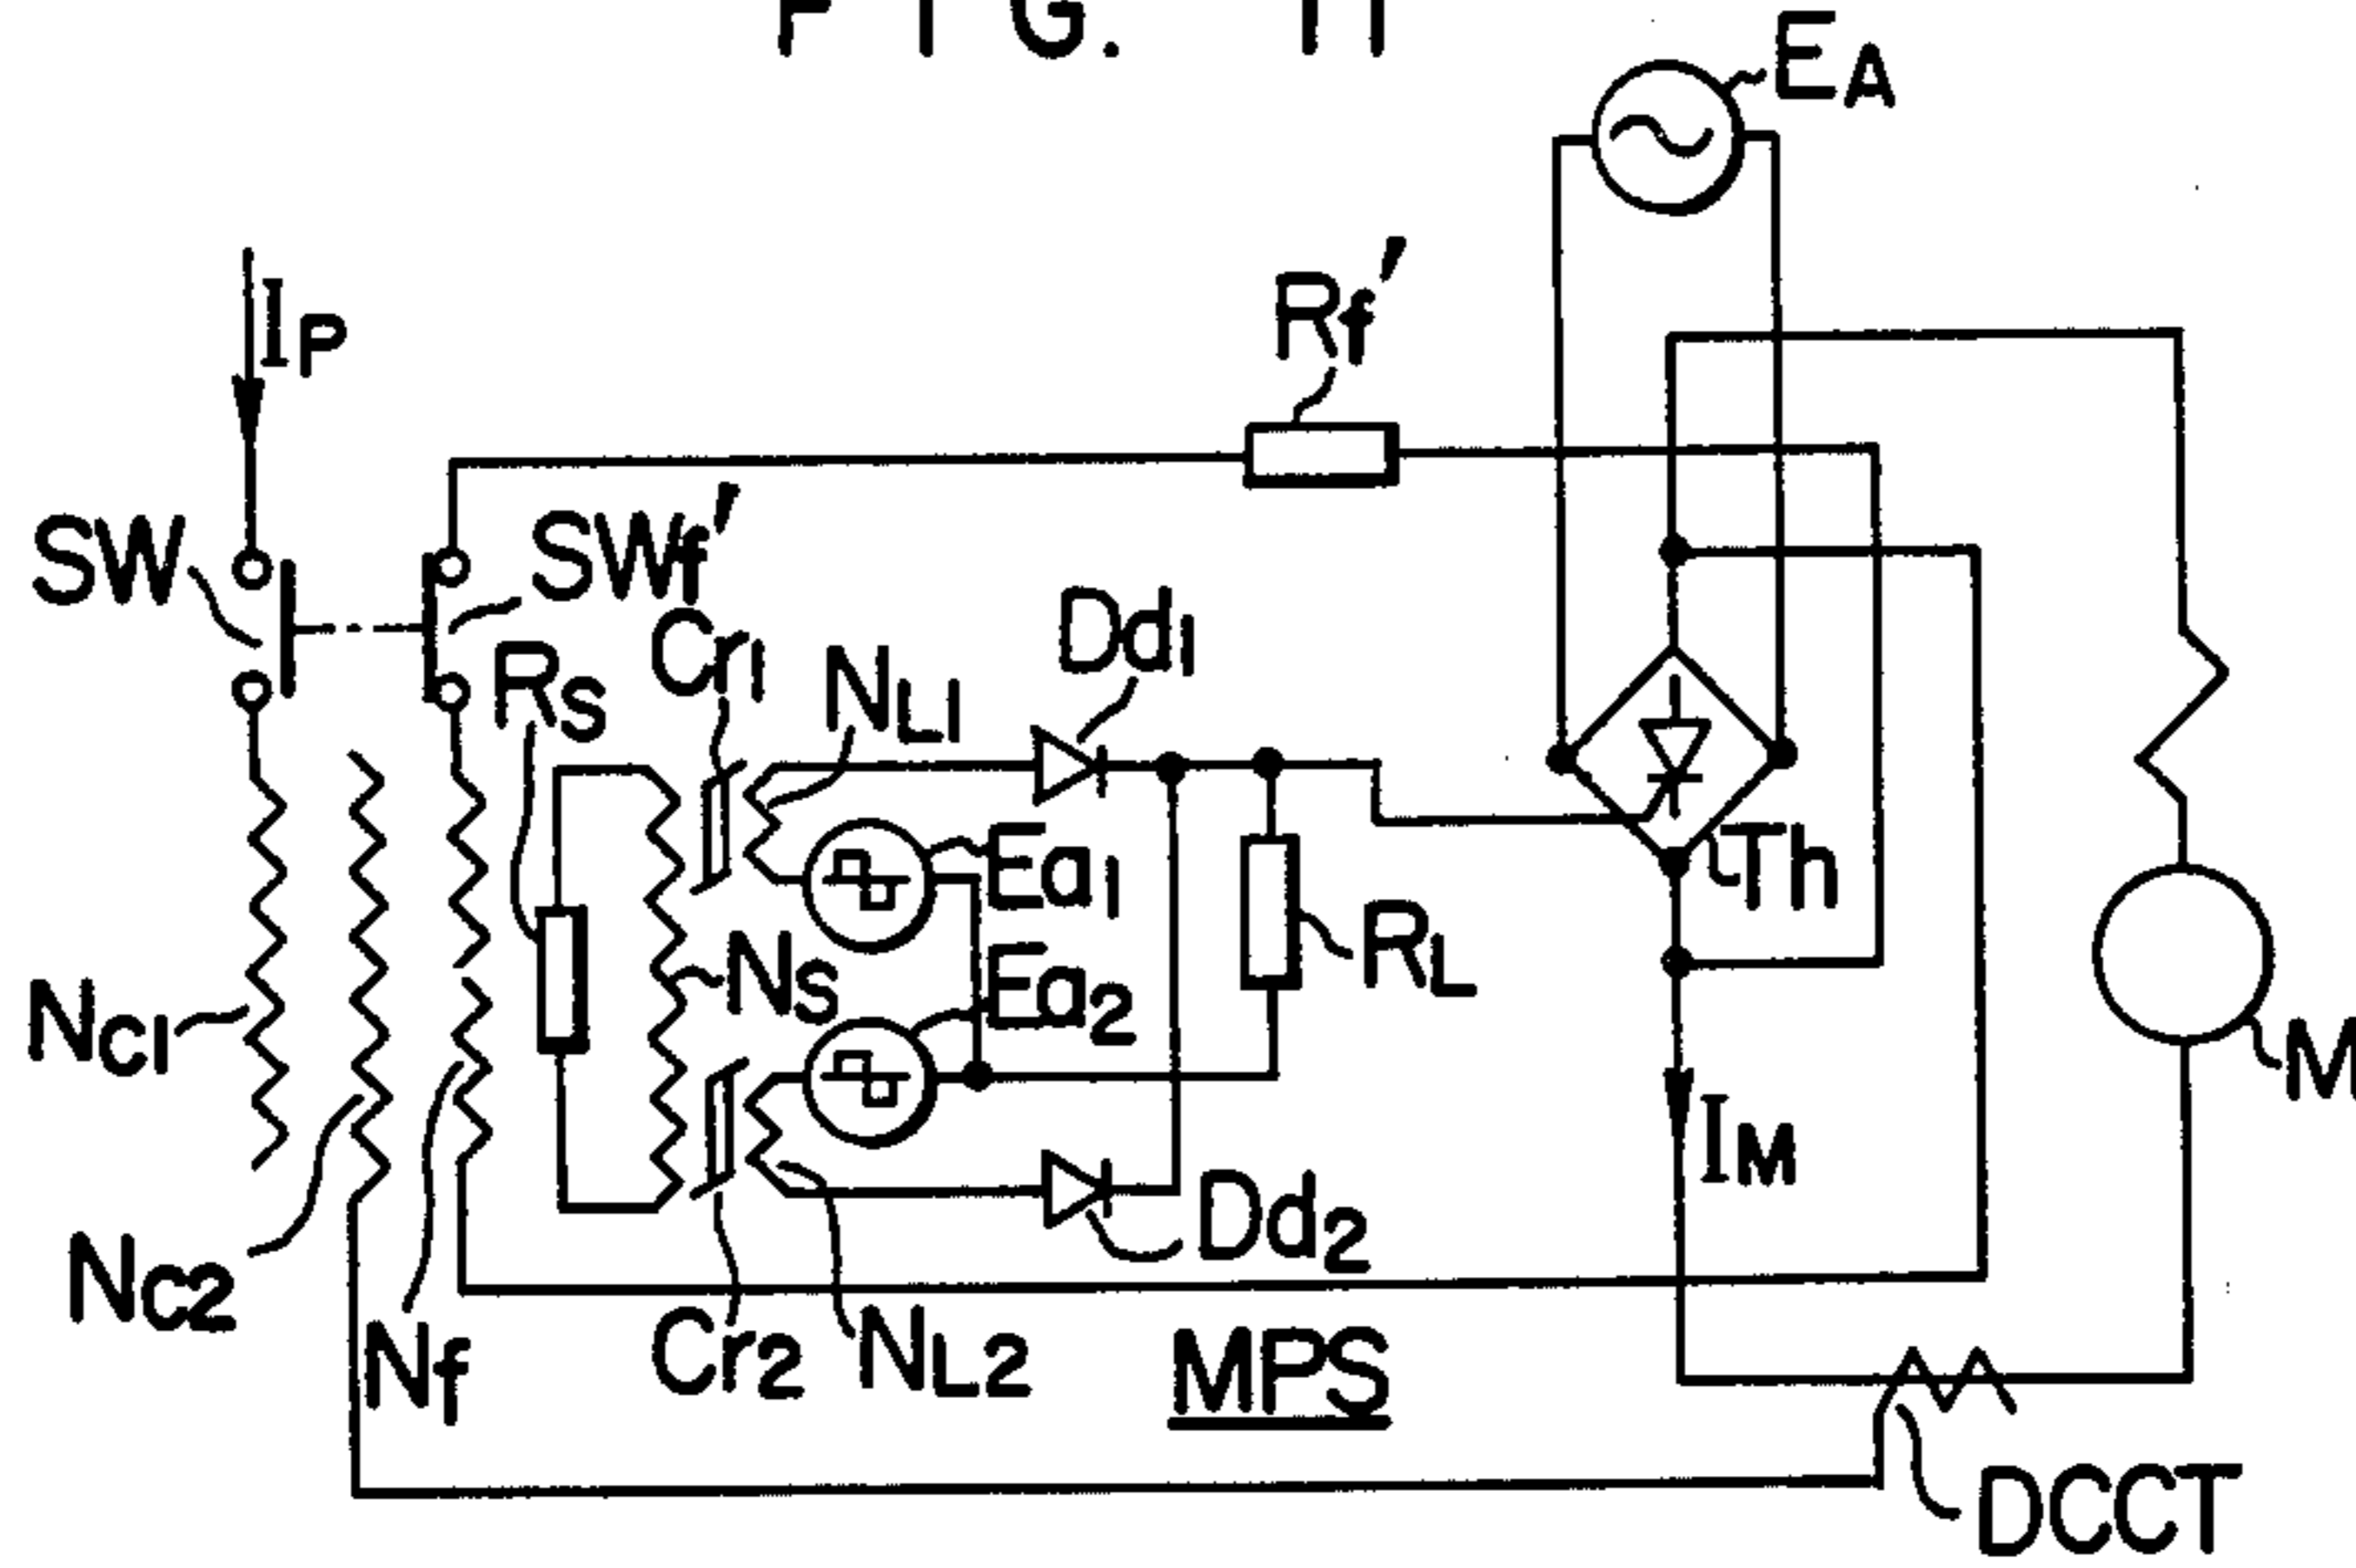 FIG. 11
EA
IP
Rf'
SW
SWf'
Cr1
Dd1
RS
NL1
Th
Ea1
RL
NS
Ea2
NC1
M
IM
Dd2
NC2
Nf
Cr2
NL2
MPS
DCCT